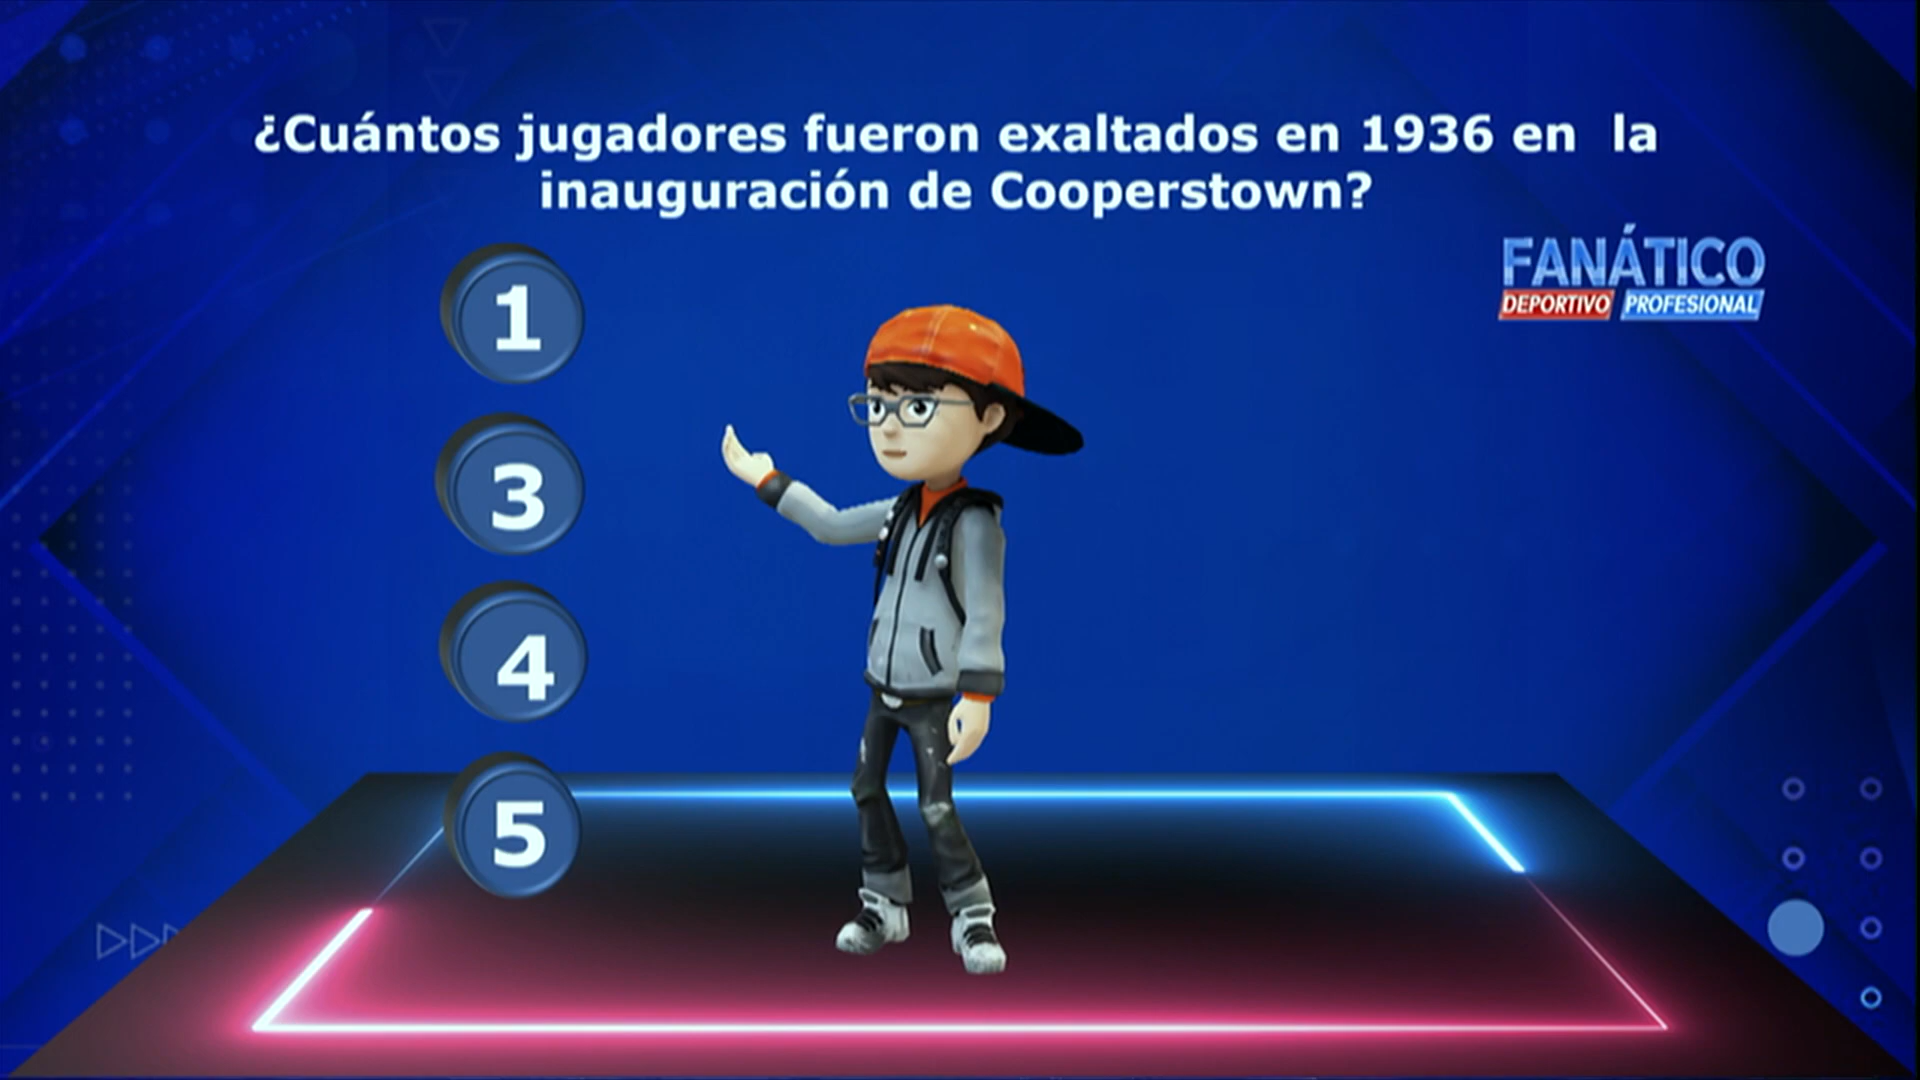 ¿Cuántos jugadores fueron exaltados en 1936 en la
inauguración de Cooperstown?
FANÁTICO
DEPORTIVO PROFESIONAL
1
3
4
5